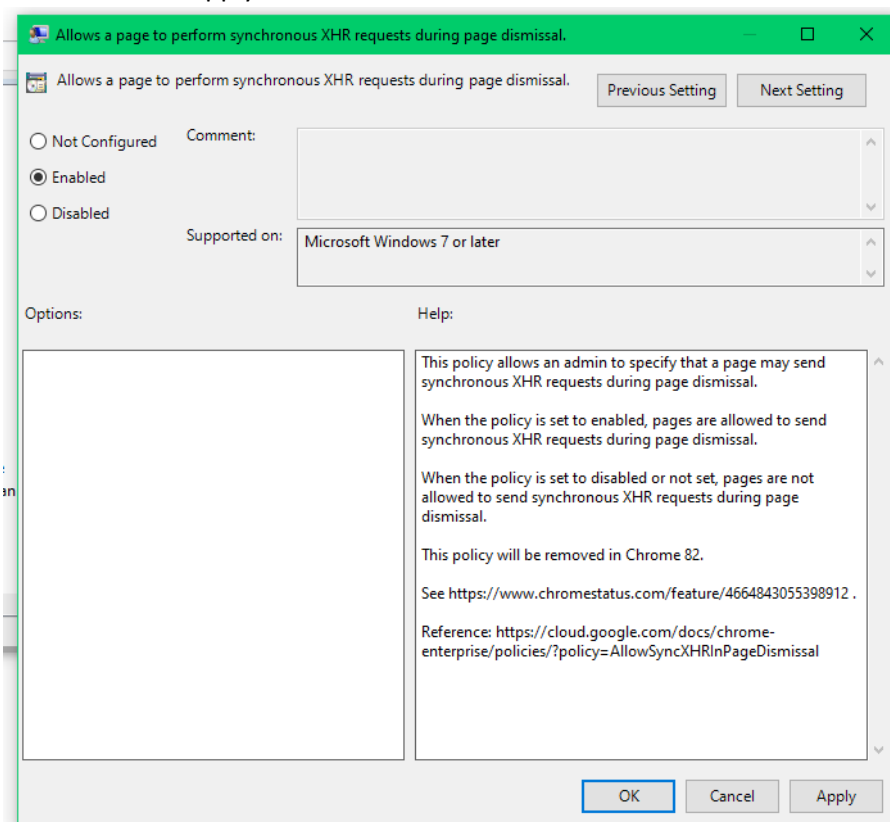 Allows a page to perform synchronous XHR requests during page dismissal.
Allows a page to perform synchronous XHR requests during page dismissal.
Previous Setting
Next Setting
Not Configured
Comment:
Enabled
Disabled
Supported on:
Microsoft Windows 7 or later
Options:
Help:
This policy allows an admin to specify that a page may send
synchronous XHR requests during page dismissal.
When the policy is set to enabled, pages are allowed to send
synchronous XHR requests during page dismissal.
When the policy is set to disabled or not set, pages are not
allowed to send synchronous XHR requests during page
dismissal.
This policy will be removed in Chrome 82.
See https://www.chromestatus.com/feature/4664843055398912 .
Reference: https://cloud.google.com/docs/chrome-
enterprise/policies/?policy=AllowSyncXHRInPageDismissal
an
OK
Cancel
Apply